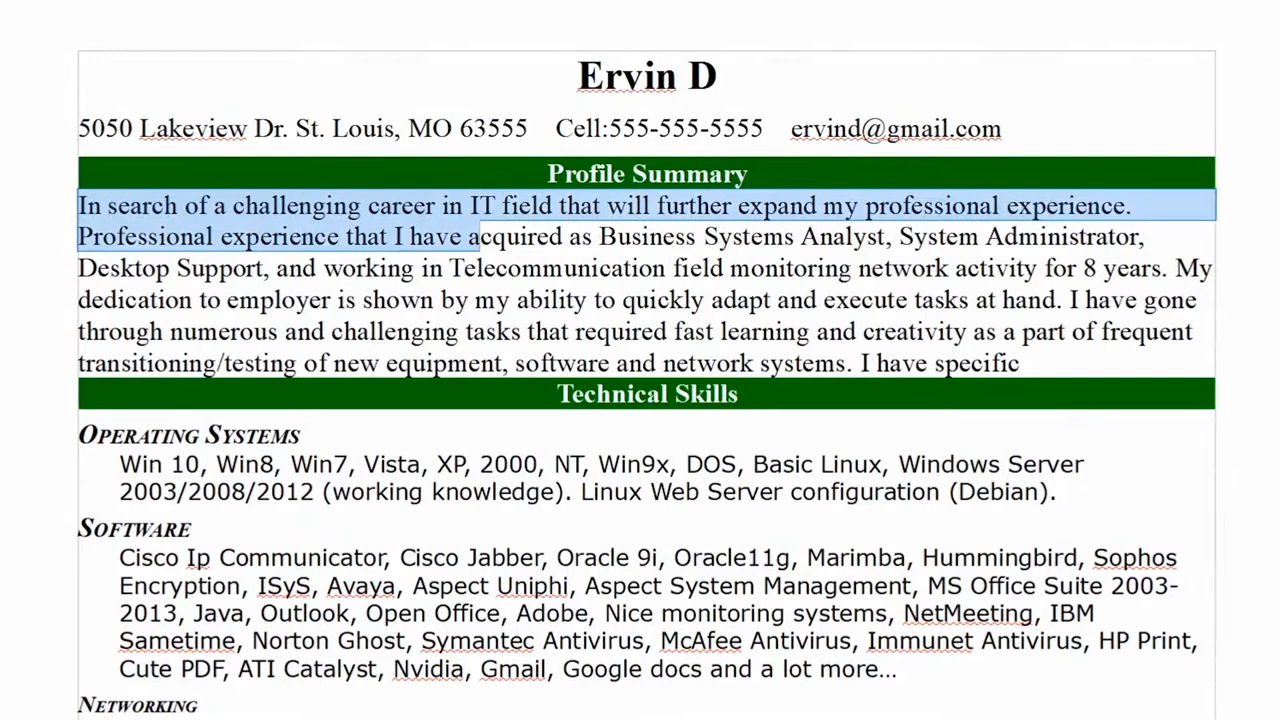 Ervin D
5050 Lakeview Dr. St. Louis, MO 63555 Cell:555-555-5555 ervind@gmail.com
Profile Summary
In search of a challenging career in IT field that will further expand my professional experience.
Professional experience that I have acquired as Business Systems Analyst, System Administrator,
Desktop Support, and working in Telecommunication field monitoring network activity for 8 years. My
dedication to employer is shown by my ability to quickly adapt and execute tasks at hand. I have gone
through numerous and challenging tasks that required fast learning and creativity as a part of frequent
transitioning/testing of new equipment, software and network systems. I have specific
Technical Skills
OPERATING SYSTEMS
Win 10, Win8, Win7, Vista, XP, 2000, NT, Win9x, DOS, Basic Linux, Windows Server
2003/2008/2012 (working knowledge). Linux Web Server configuration (Debian).
SOFTWARE
Cisco Ip Communicator, Cisco Jabber, Oracle 9i, Oracle11g, Marimba, Hummingbird, Sophos
Encryption, ISyS, Avaya, Aspect Uniphi, Aspect System Management, MS Office Suite 2003-
2013, Java, Outlook, Open Office, Adobe, Nice monitoring systems, NetMeeting, IBM
Sametime, Norton Ghost, Symantec Antivirus, McAfee Antivirus, Immunet Antivirus, HP Print,
Cute PDF, ATI Catalyst, Nvidia, Gmail, Google docs and a lot more…
NETWORKING